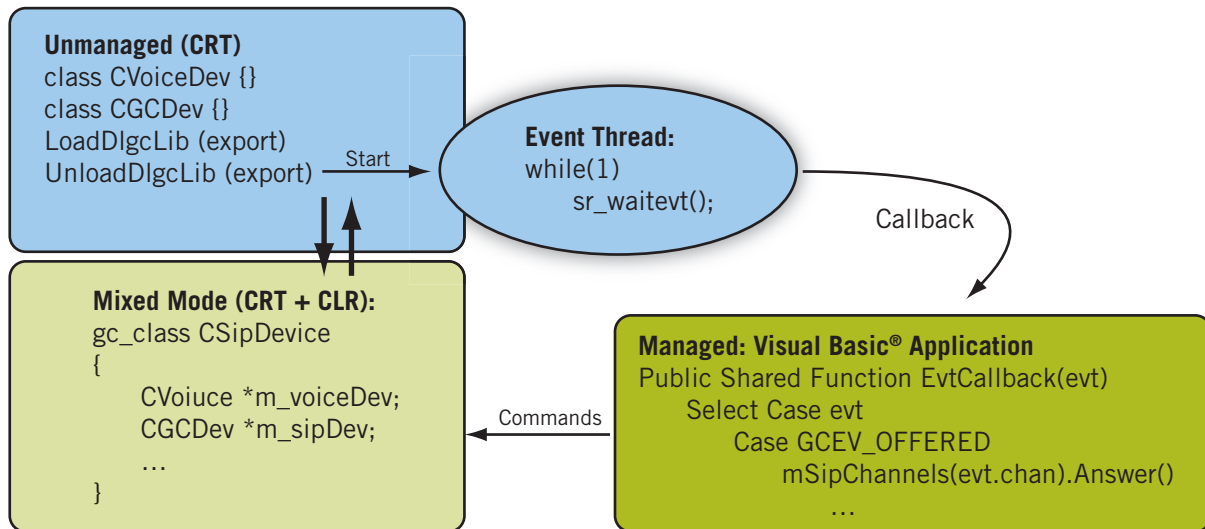 Unmanaged (CRT)
class CVoiceDev {}
class CGCDev {}
LoadDlgcLib (export)
UnloadDlgcLib (export)
Start
Event Thread:
while(1)
sr_waitevt();
Callback
Mixed Mode (CRT + CLR):
gc_class CSipDevice
{
CVoiuce *m_voiceDev;
CGCDev *m_sipDev;
…
}
Commands
Managed: Visual Basic® Application
Public Shared Function EvtCallback(evt)
Select Case evt
Case GCEV_OFFERED
mSipChannels(evt.chan).Answer()
…